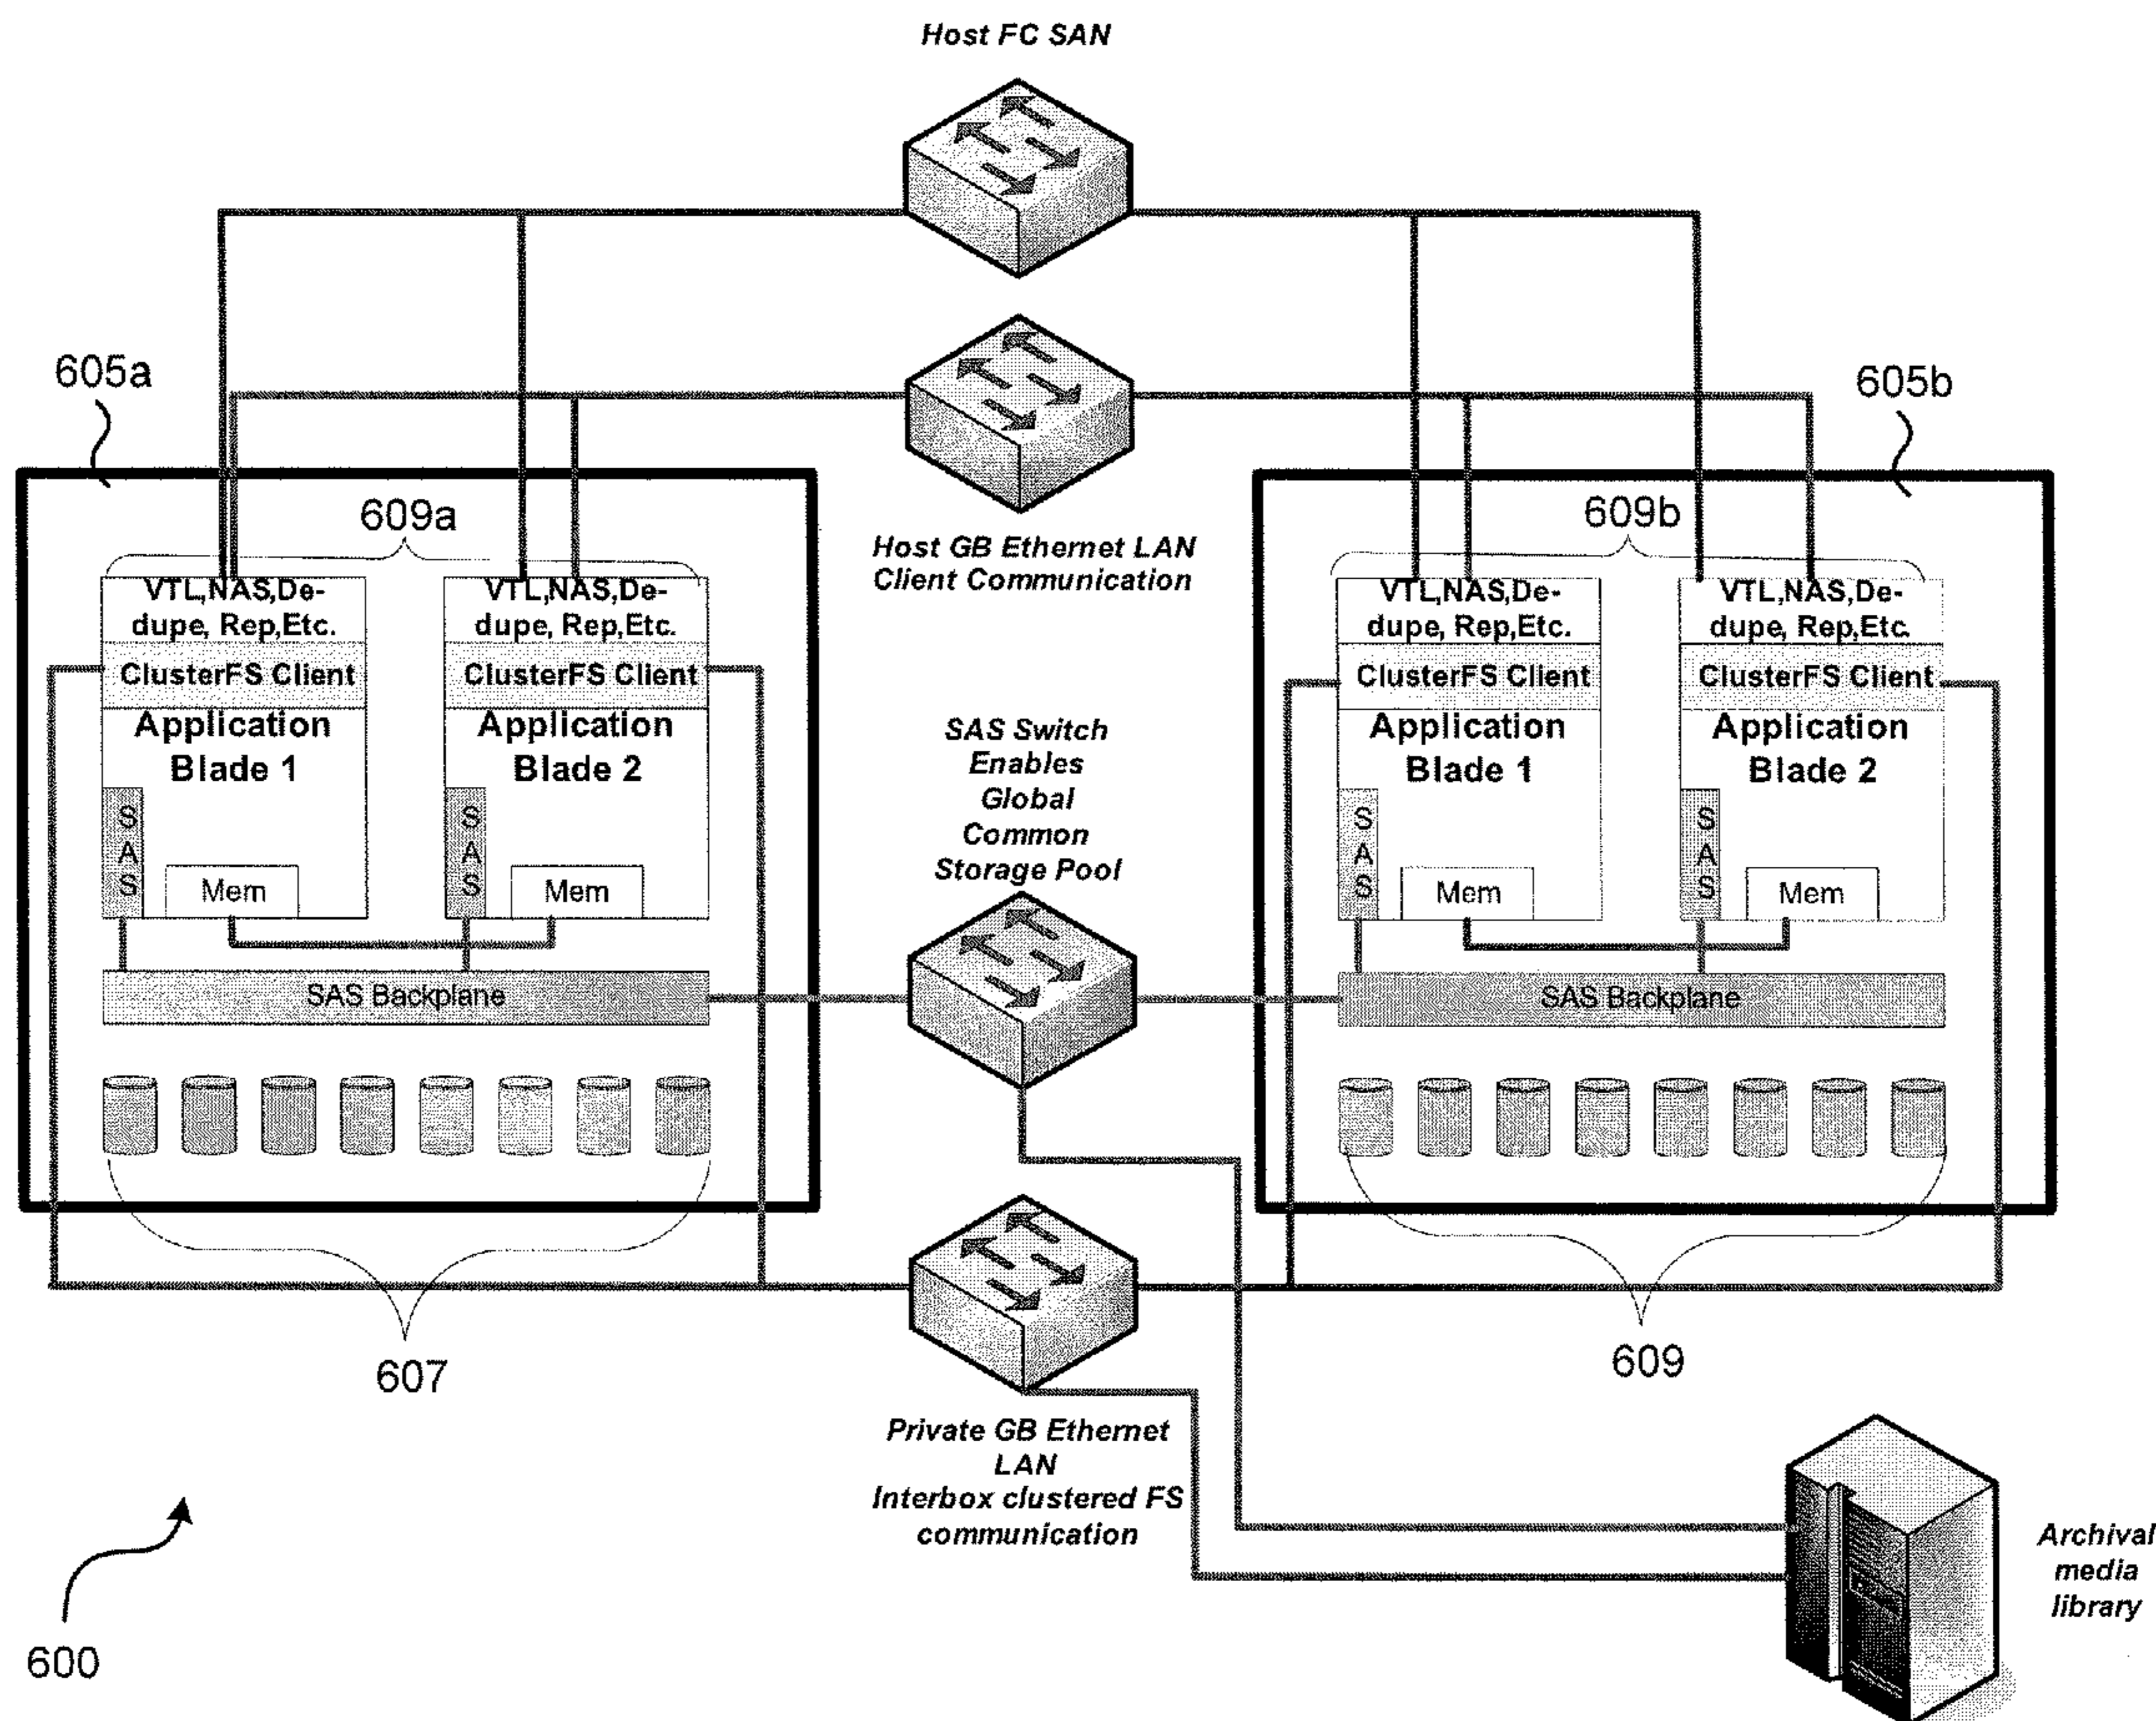 Host FC SAN
605a
605b
Host GB Ethernet LAN
Client Communication
609a
VTL,NAS,De-
dupe, Rep,Etc.
ClusterFS Client
Application
Blade 1
S
A
S
Mem
VTL,NAS,De-
dupe, Rep,Etc.
ClusterFS Client
Application
Blade 2
S
A
S
Mem
SAS Backplane
607
SAS Switch
Enables
Global
Common
Storage Pool
609b
VTL,NAS,De-
dupe, Rep,Etc.
ClusterFS Client
Application
Blade 1
S
A
S
Mem
VTL,NAS,De-
dupe, Rep,Etc.
ClusterFS Client
Application
Blade 2
S
A
S
Mem
SAS Backplane
609
Private GB Ethernet
LAN
Interbox clustered FS
communication
Archival
media
library
600